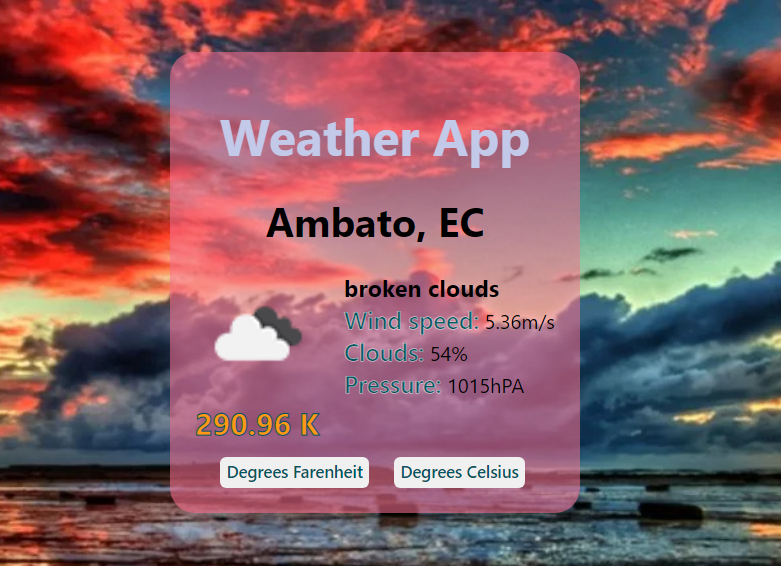 Weather App
Ambato, EC
broken clouds
Wind speed: 5.36m/s
Clouds: 54%
Pressure: 1015hPA
290.96 K
Degrees Farenheit
Degrees Celsius